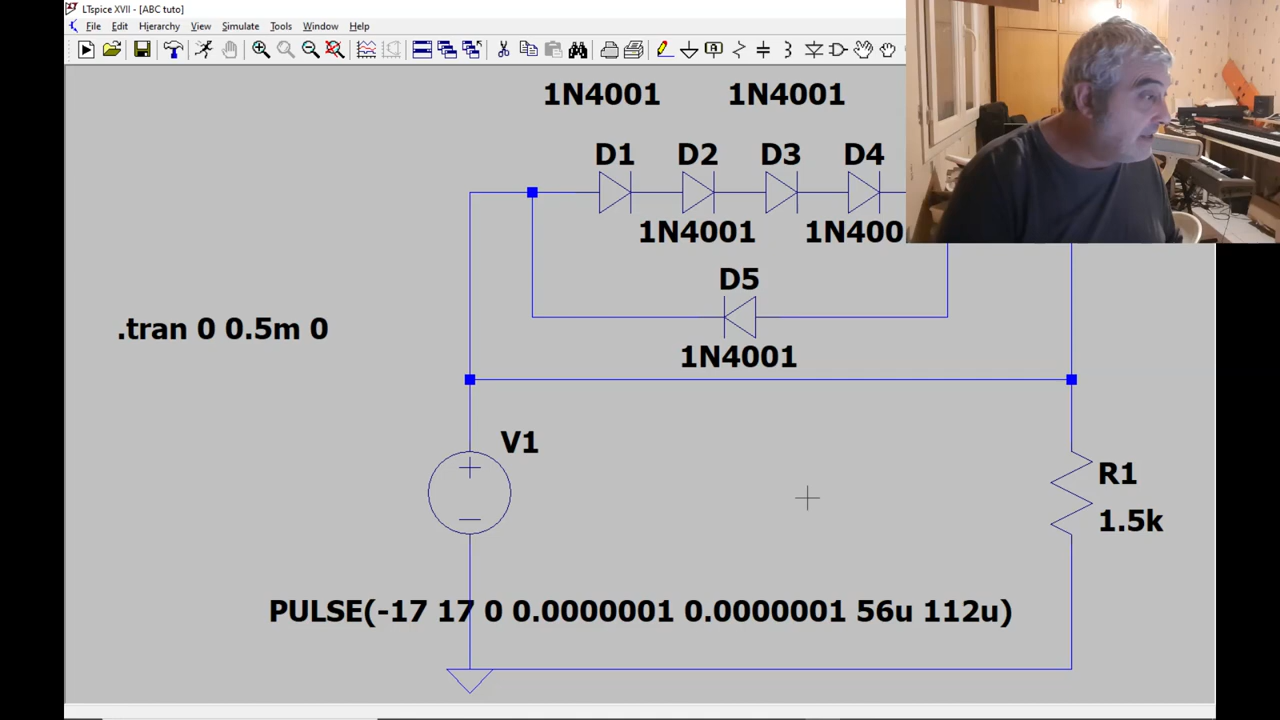 LTspice XVII - [ABC tuto]
File Edit Hierarchy View Simulate Tools Window Help
1N4001 1N4001
D1 D2 D3 D4
1N4001 1N400
D5
.tran 0 0.5m 0
1N4001
V1
R1
1.5k
PULSE(-17 17 0 0.0000001 0.0000001 56u 112u)